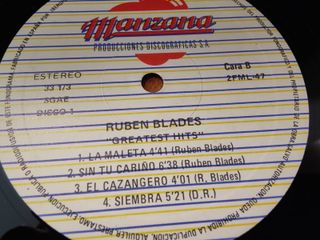 manzana
PRODUCCIONES DISCOGRAFICAS S.A.
ESTEREO
33 1/3
SGAE
DISCO 1
Cara B
2FML-47
RUBEN BLADES
"GREATEST HITS"
1. LA MALETA 4'41 (Ruben Blades)
2. SIN TU CARIÑO 6'38 (Ruben Blades)
3. EL CAZANGERO 4'01 (R. Blades)
4. SIEMBRA 5'21 (D.R.)